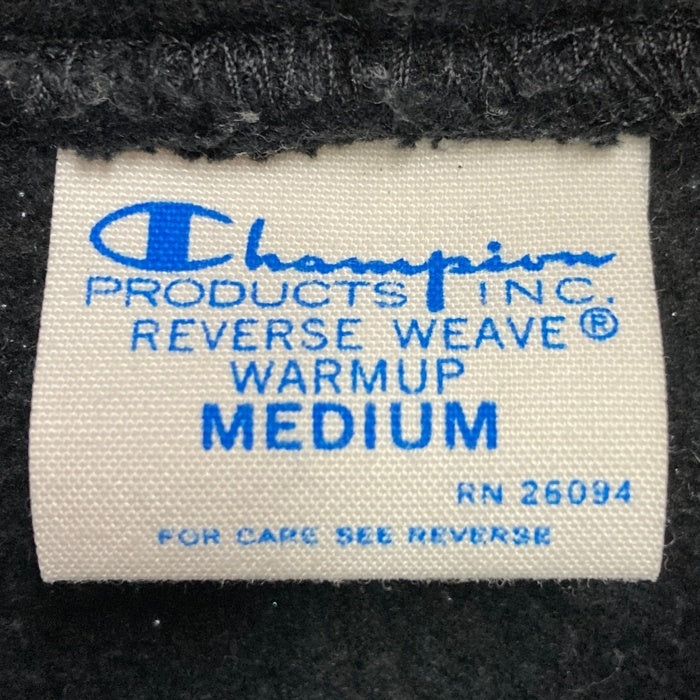 Champion
PRODUCTS INC.
REVERSE WEAVE ®
WARMUP
MEDIUM
RN 26094
FOR CARE SEE REVERSE